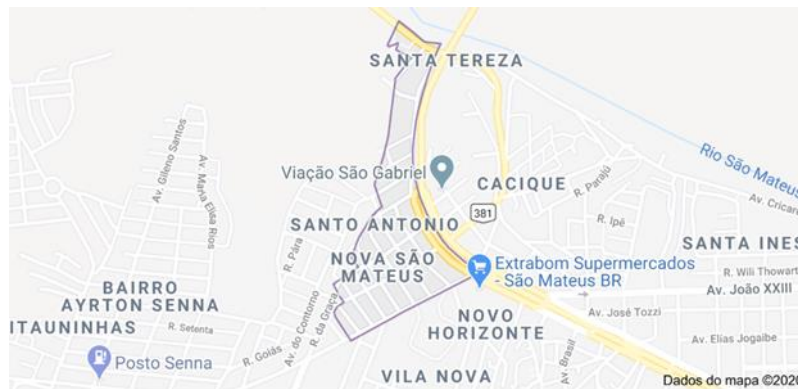 SANTA TEREZA
Rio São Mateus
Av. Gileno Santos
Av. Maria Elisa Rios
Viação São Gabriel
CACIQUE
R. Parajú
Av. Cricaré
381
R. Ipê
SANTO ANTONIO
R. Pára
NOVA SÃO
MATEUS
SANTA INES
Extrabom Supermercados
- São Mateus BR
R. Wili Thowart
Av. João XXIII
BAIRRO
AYRTON SENNA
ITAUNINHAS
R. Setenta
Av. do Contorno
R. da Graça
NOVO
HORIZONTE
Av. José Tozzi
Av. Elias Jogaibe
R. Goiás
Posto Senna
VILA NOVA
Av. Brasil
Dados do mapa ©2020